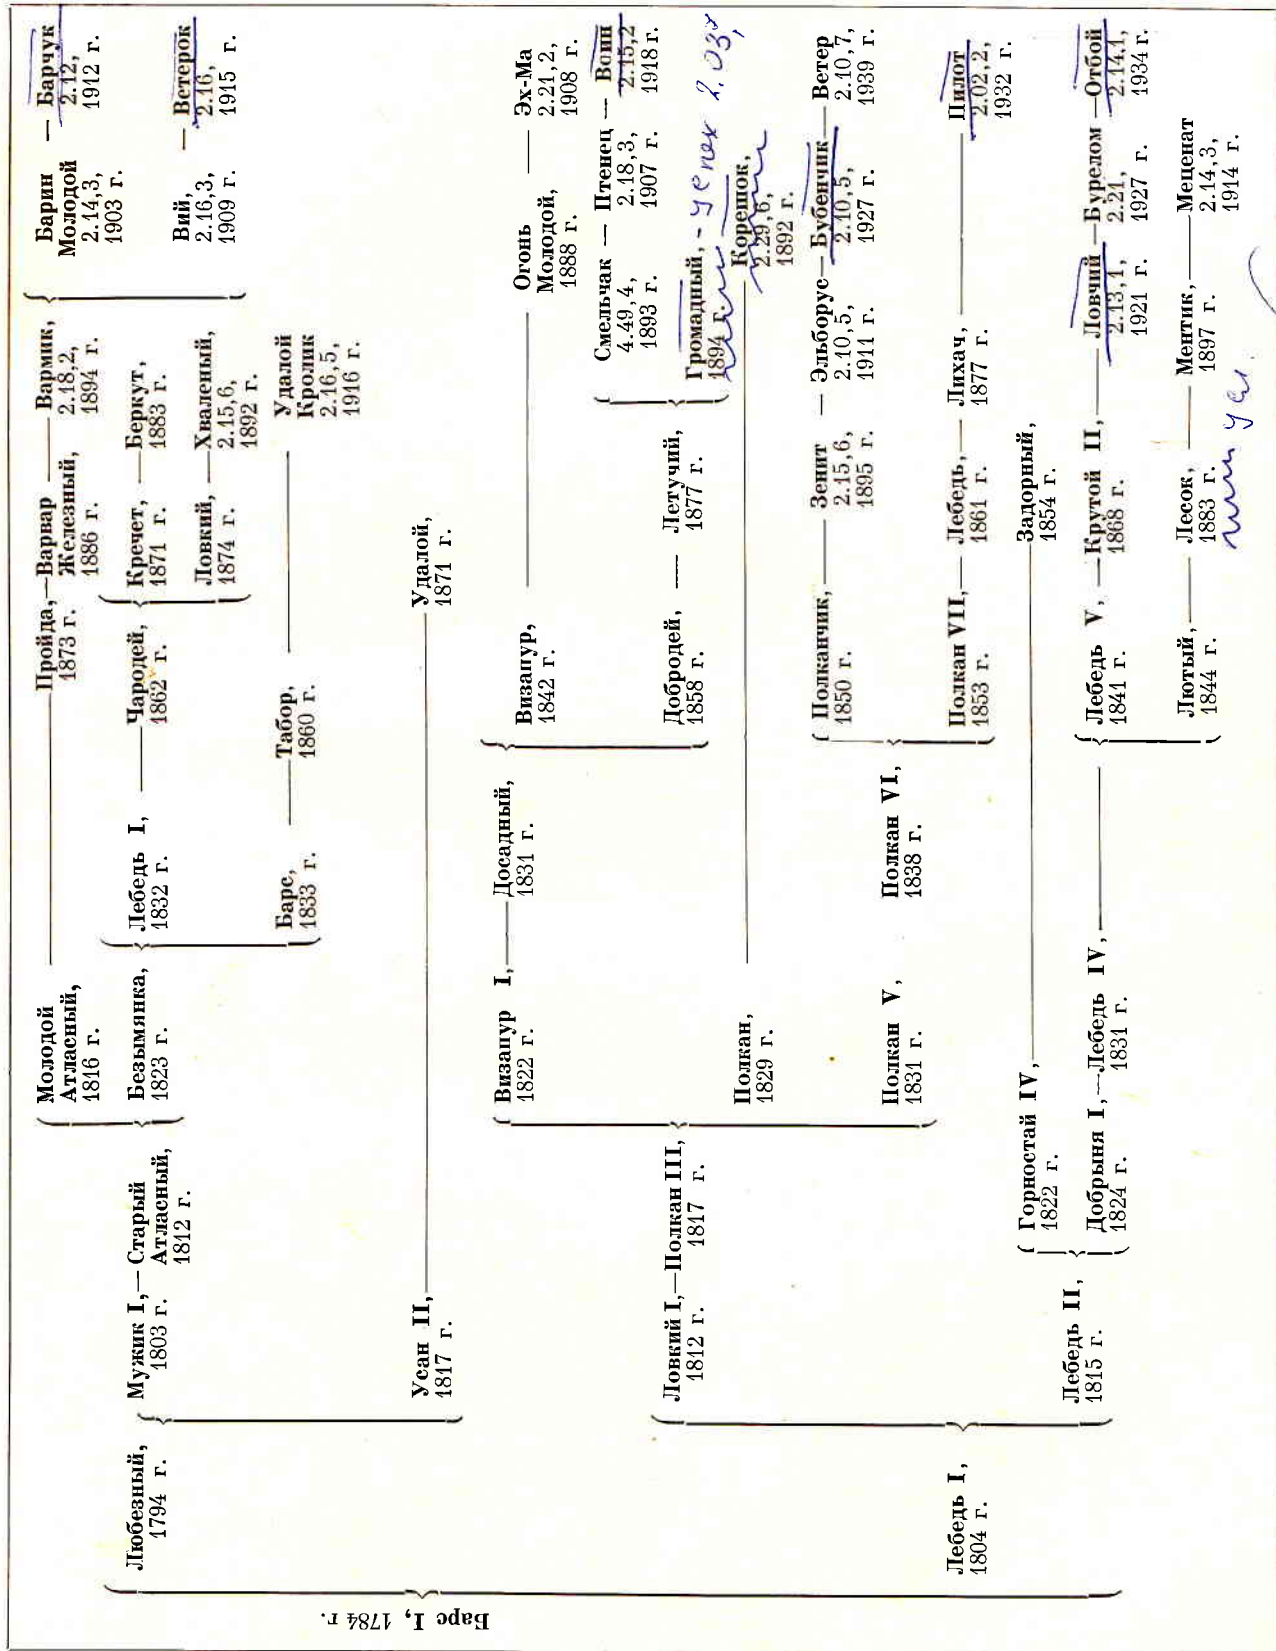 Барс I, 1784 г.
Любезный,
1794 г.
Мужик I, — Старый
1803 г. Атласный,
1812 г.
Молодой
Атласный,
1816 г.
Пройда, — Варвар — Вармик,
1873 г. Железный, 2.18,2,
1886 г. 1894 г.
Барин — Барчук
Молодой 2.12,
2.14,3, 1912 г.
1903 г.
Вий, — Ветерок
2.16,3, 2.16,
1909 г. 1915 г.
Безымянка,
1823 г.
Лебедь I, — Чародей,
1832 г. 1862 г.
Кречет, — Беркут,
1871 г. 1883 г.
Ловкий, — Хваленый,
1874 г. 2.15,6,
1892 г.
Барс, — Табор, — Удалой
1833 г. 1860 г. Кролик
2.16,5,
1916 г.
Усан II, — Удалой,
1817 г. 1871 г.
Лебедь I,
1804 г.
Ловкий I, — Полкан III,
1812 г. 1817 г.
Визапур I, — Досадный,
1822 г. 1831 г.
Визапур, — Огонь — Эх-Ма
1842 г. Молодой, 2.21,2,
1888 г. 1908 г.
Добродей, — Летучий,
1858 г. 1877 г.
Смельчак — Птенец — Воин
4.49,4, 2.18,3, 2.15,2
1893 г. 1907 г. 1918 г.
Громадный, -
1894 г.
2.03,
Полкан, — Корешок,
1829 г. 2.29,6,
1892 г.
Полкан V, Полкан VI,
1831 г. 1838 г.
Полканчик, — Зенит — Эльборус — Бубенчик — Ветер
1850 г. 2.15,6, 2.10,5, 2.10,5, 2.10,7,
1895 г. 1911 г. 1927 г. 1939 г.
Полкан VII, — Лебедь, — Лихач, — Пилот
1853 г. 1861 г. 1877 г. 2.02,2,
1932 г.
Лебедь II,
1815 г.
Горностай IV, — Задорный,
1822 г. 1854 г.
Добрыня I, — Лебедь IV,
1824 г. 1831 г.
Лебедь V, — Крутой II, — Ловчий — Бурелом — Отбой
1841 г. 1868 г. 2.13,1, 2.21, 2.14.1,
1921 г. 1927 г. 1934 г.
Лютый, — Лесок, — Ментик, — Меценат
1844 г. 1883 г. 1897 г. 2.14,3,
1914 г.